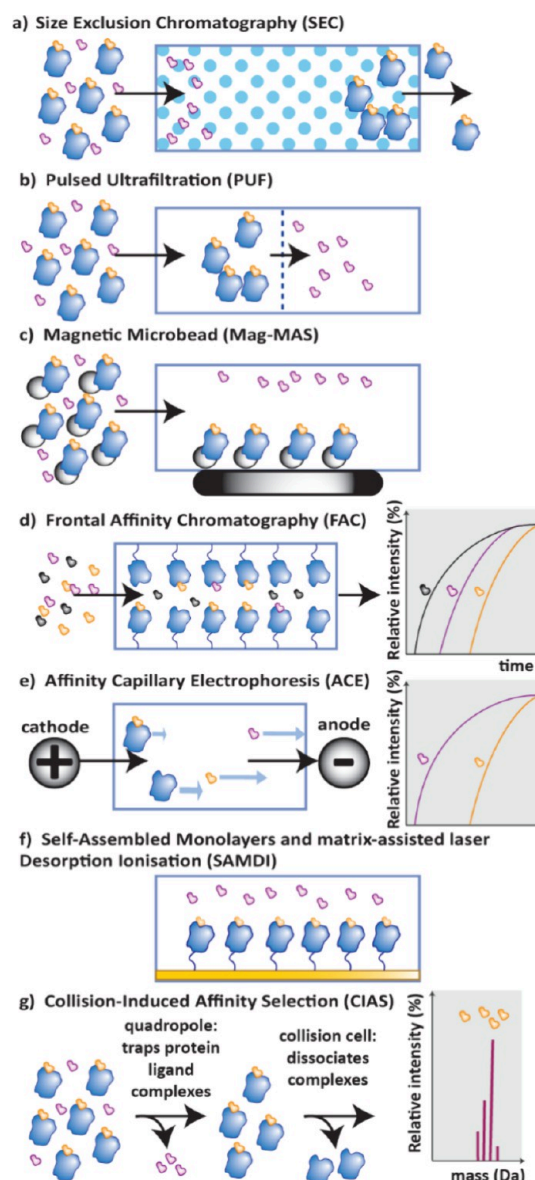 a) Size Exclusion Chromatography (SEC)
b) Pulsed Ultrafiltration (PUF)
c) Magnetic Microbead (Mag-MAS)
d) Frontal Affinity Chromatography (FAC)
Relative intensity (%)
time
e) Affinity Capillary Electrophoresis (ACE)
cathode
+
anode
-
Relative intensity (%)
f) Self-Assembled Monolayers and matrix-assisted laser
Desorption Ionisation (SAMDI)
g) Collision-Induced Affinity Selection (CIAS)
quadropole:
traps protein
ligand
complexes
collision cell:
dissociates
complexes
Relative intensity (%)
mass (Da)